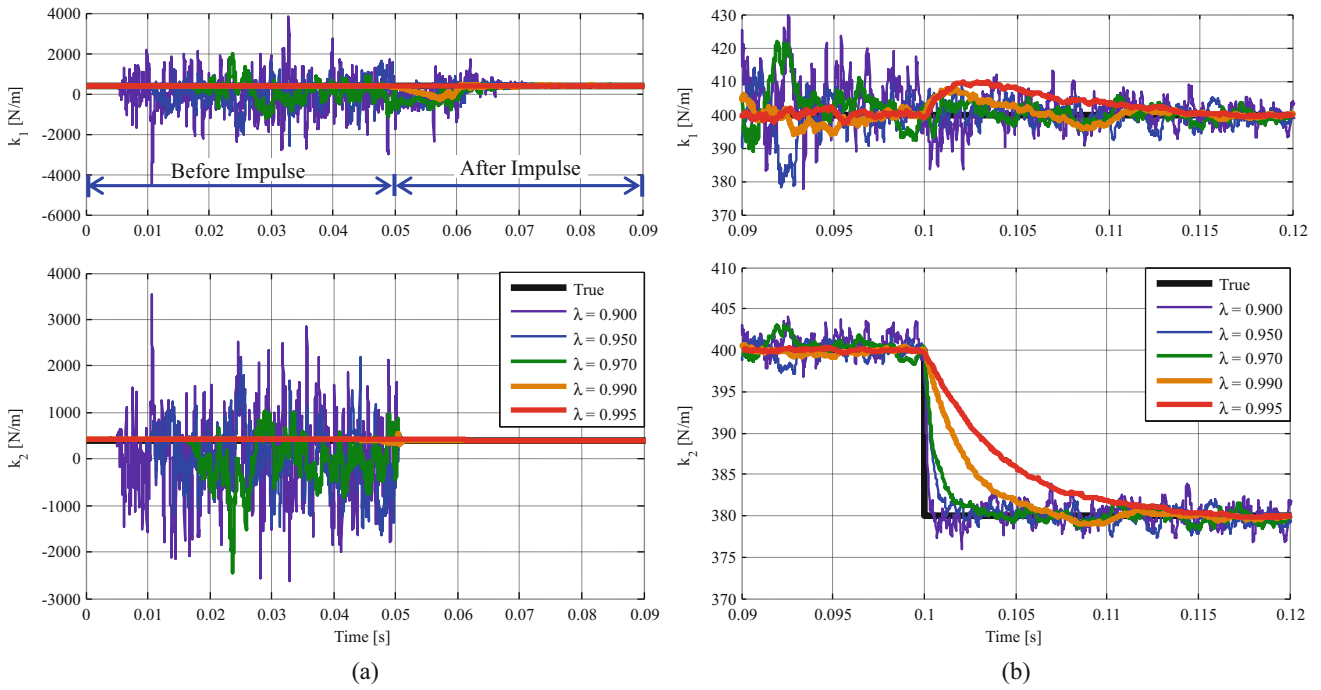 4000
2000
0
-2000
-4000
-6000
k1 [N/m]
Before Impulse
After Impulse
0 0.01 0.02 0.03 0.04 0.05 0.06 0.07 0.08 0.09
4000
3000
2000
1000
0
-1000
-2000
-3000
k2 [N/m]
True
λ = 0.900
λ = 0.950
λ = 0.970
λ = 0.990
λ = 0.995
0 0.01 0.02 0.03 0.04 0.05 0.06 0.07 0.08 0.09
Time [s]
(a)
430
420
410
400
390
380
370
k1 [N/m]
0.09 0.095 0.1 0.105 0.11 0.115 0.12
410
405
400
395
390
385
380
375
370
k2 [N/m]
True
λ = 0.900
λ = 0.950
λ = 0.970
λ = 0.990
λ = 0.995
0.09 0.095 0.1 0.105 0.11 0.115 0.12
Time [s]
(b)